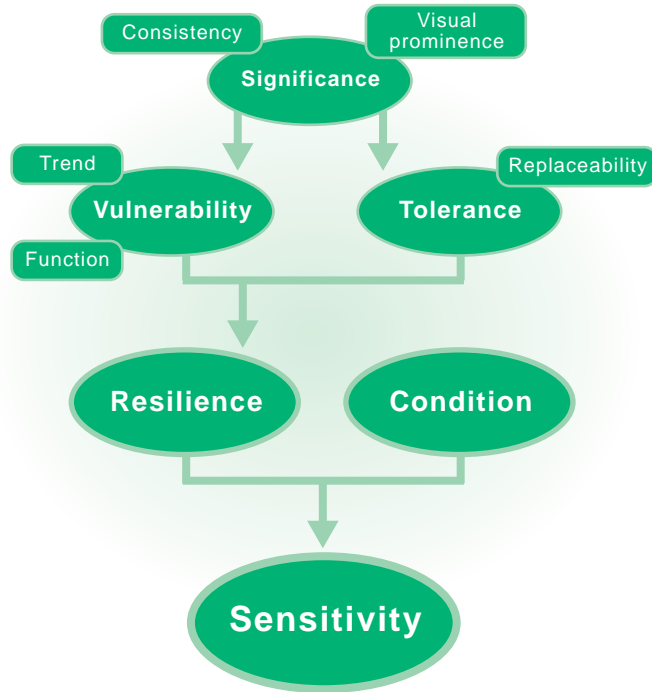 Consistency
Visual
prominence
Significance
Trend
Replaceability
Vulnerability
Tolerance
Function
Resilience
Condition
Sensitivity